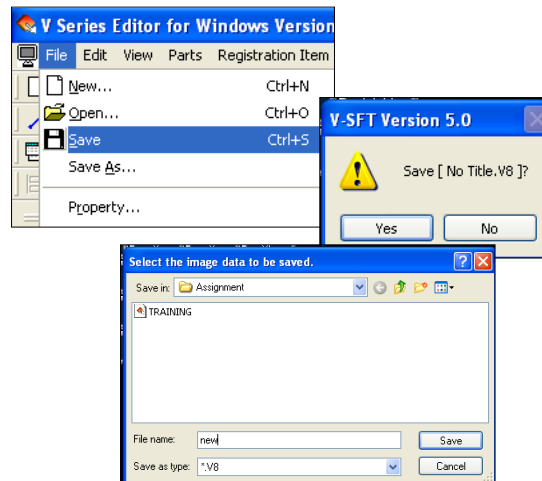 V Series Editor for Windows Version
File Edit View Parts Registration Item
New... Ctrl+N
Open... Ctrl+O
Save Ctrl+S
Save As...
Property...
V-SFT Version 5.0
Save [ No Title.V8 ]?
Yes No
Select the image data to be saved.
Save in: Assignment
TRAINING
File name: new
Save
Save as type: *.V8
Cancel